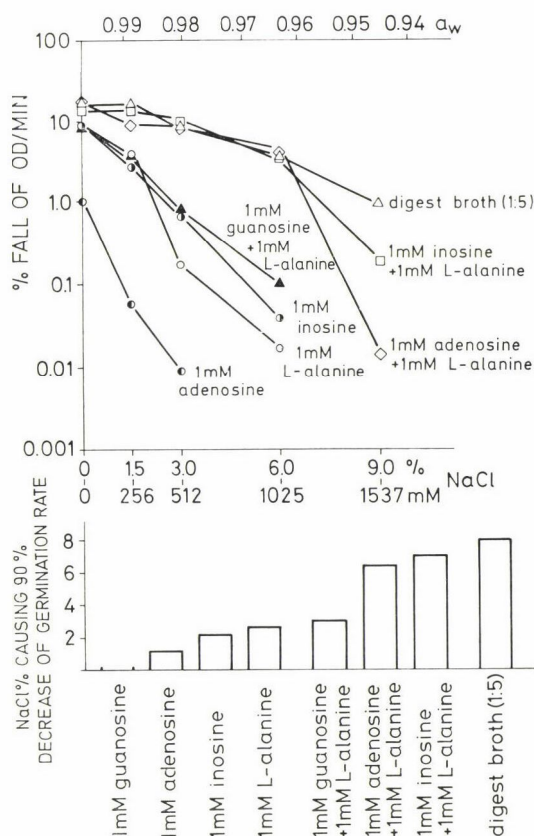 0.99 0.98 0.97 0.96 0.95 0.94 aw
100
10
1.0
0.1
0.01
0.001
% FALL OF OD/MIN
digest broth (1:5)
1mM
guanosine
+1mM
L-alanine
1mM inosine
+1mM L-alanine
1mM
inosine
1mM
L-alanine
1mM
adenosine
1mM adenosine
+1mM L-alanine
0 1.5 3.0 6.0 9.0 %
0 256 512 1025 1537 mM
NaCl
NaCl% CAUSING 90%
DECREASE OF GERMINATION RATE
8
6
4
2
1mM guanosine
1mM adenosine
1mM inosine
1mM L-alanine
1mM guanosine
+1mM L-alanine
1mM adenosine
+1mM L-alanine
1mM inosine
+1mM L-alanine
digest broth (1:5)